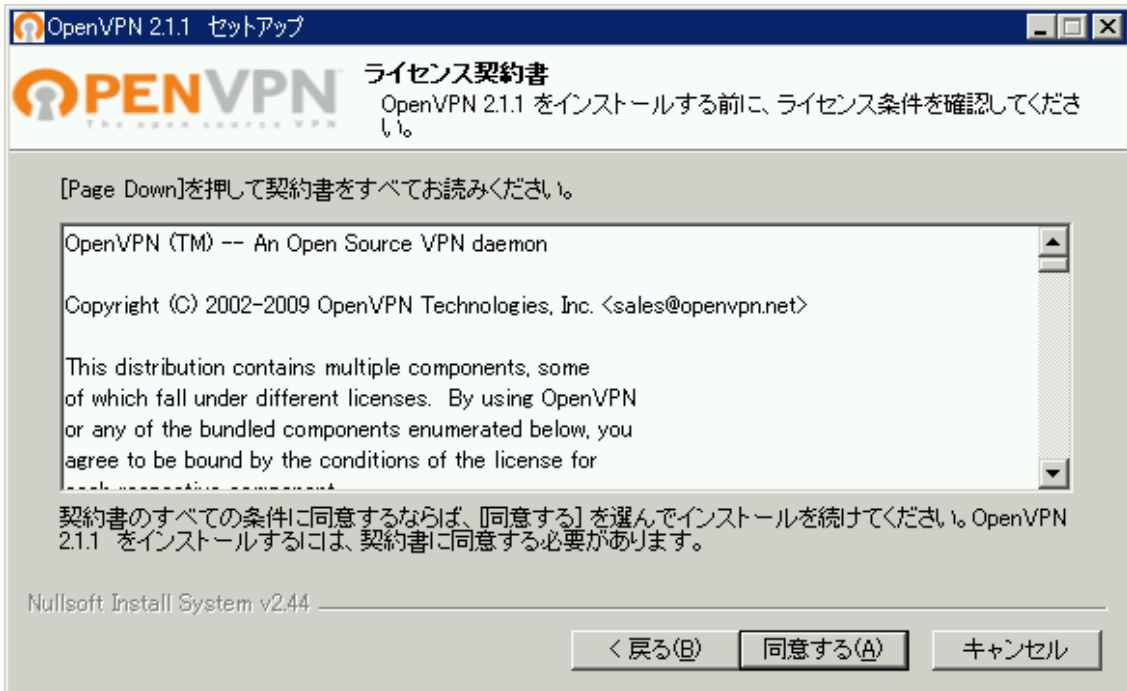 OpenVPN 2.1.1 セットアップ
OPENVPN
The open source VPN
ライセンス契約書
OpenVPN 2.1.1 をインストールする前に、ライセンス条件を確認してくださ
い。
[Page Down]を押して契約書をすべてお読みください。
OpenVPN (TM) -- An Open Source VPN daemon
Copyright (C) 2002-2009 OpenVPN Technologies, Inc. <sales@openvpn.net>
This distribution contains multiple components, some
of which fall under different licenses. By using OpenVPN
or any of the bundled components enumerated below, you
agree to be bound by the conditions of the license for
each respective component.
契約書のすべての条件に同意するならば、[同意する] を選んでインストールを続けてください。OpenVPN
2.1.1 をインストールするには、契約書に同意する必要があります。
Nullsoft Install System v2.44
< 戻る(B)
同意する(A)
キャンセル